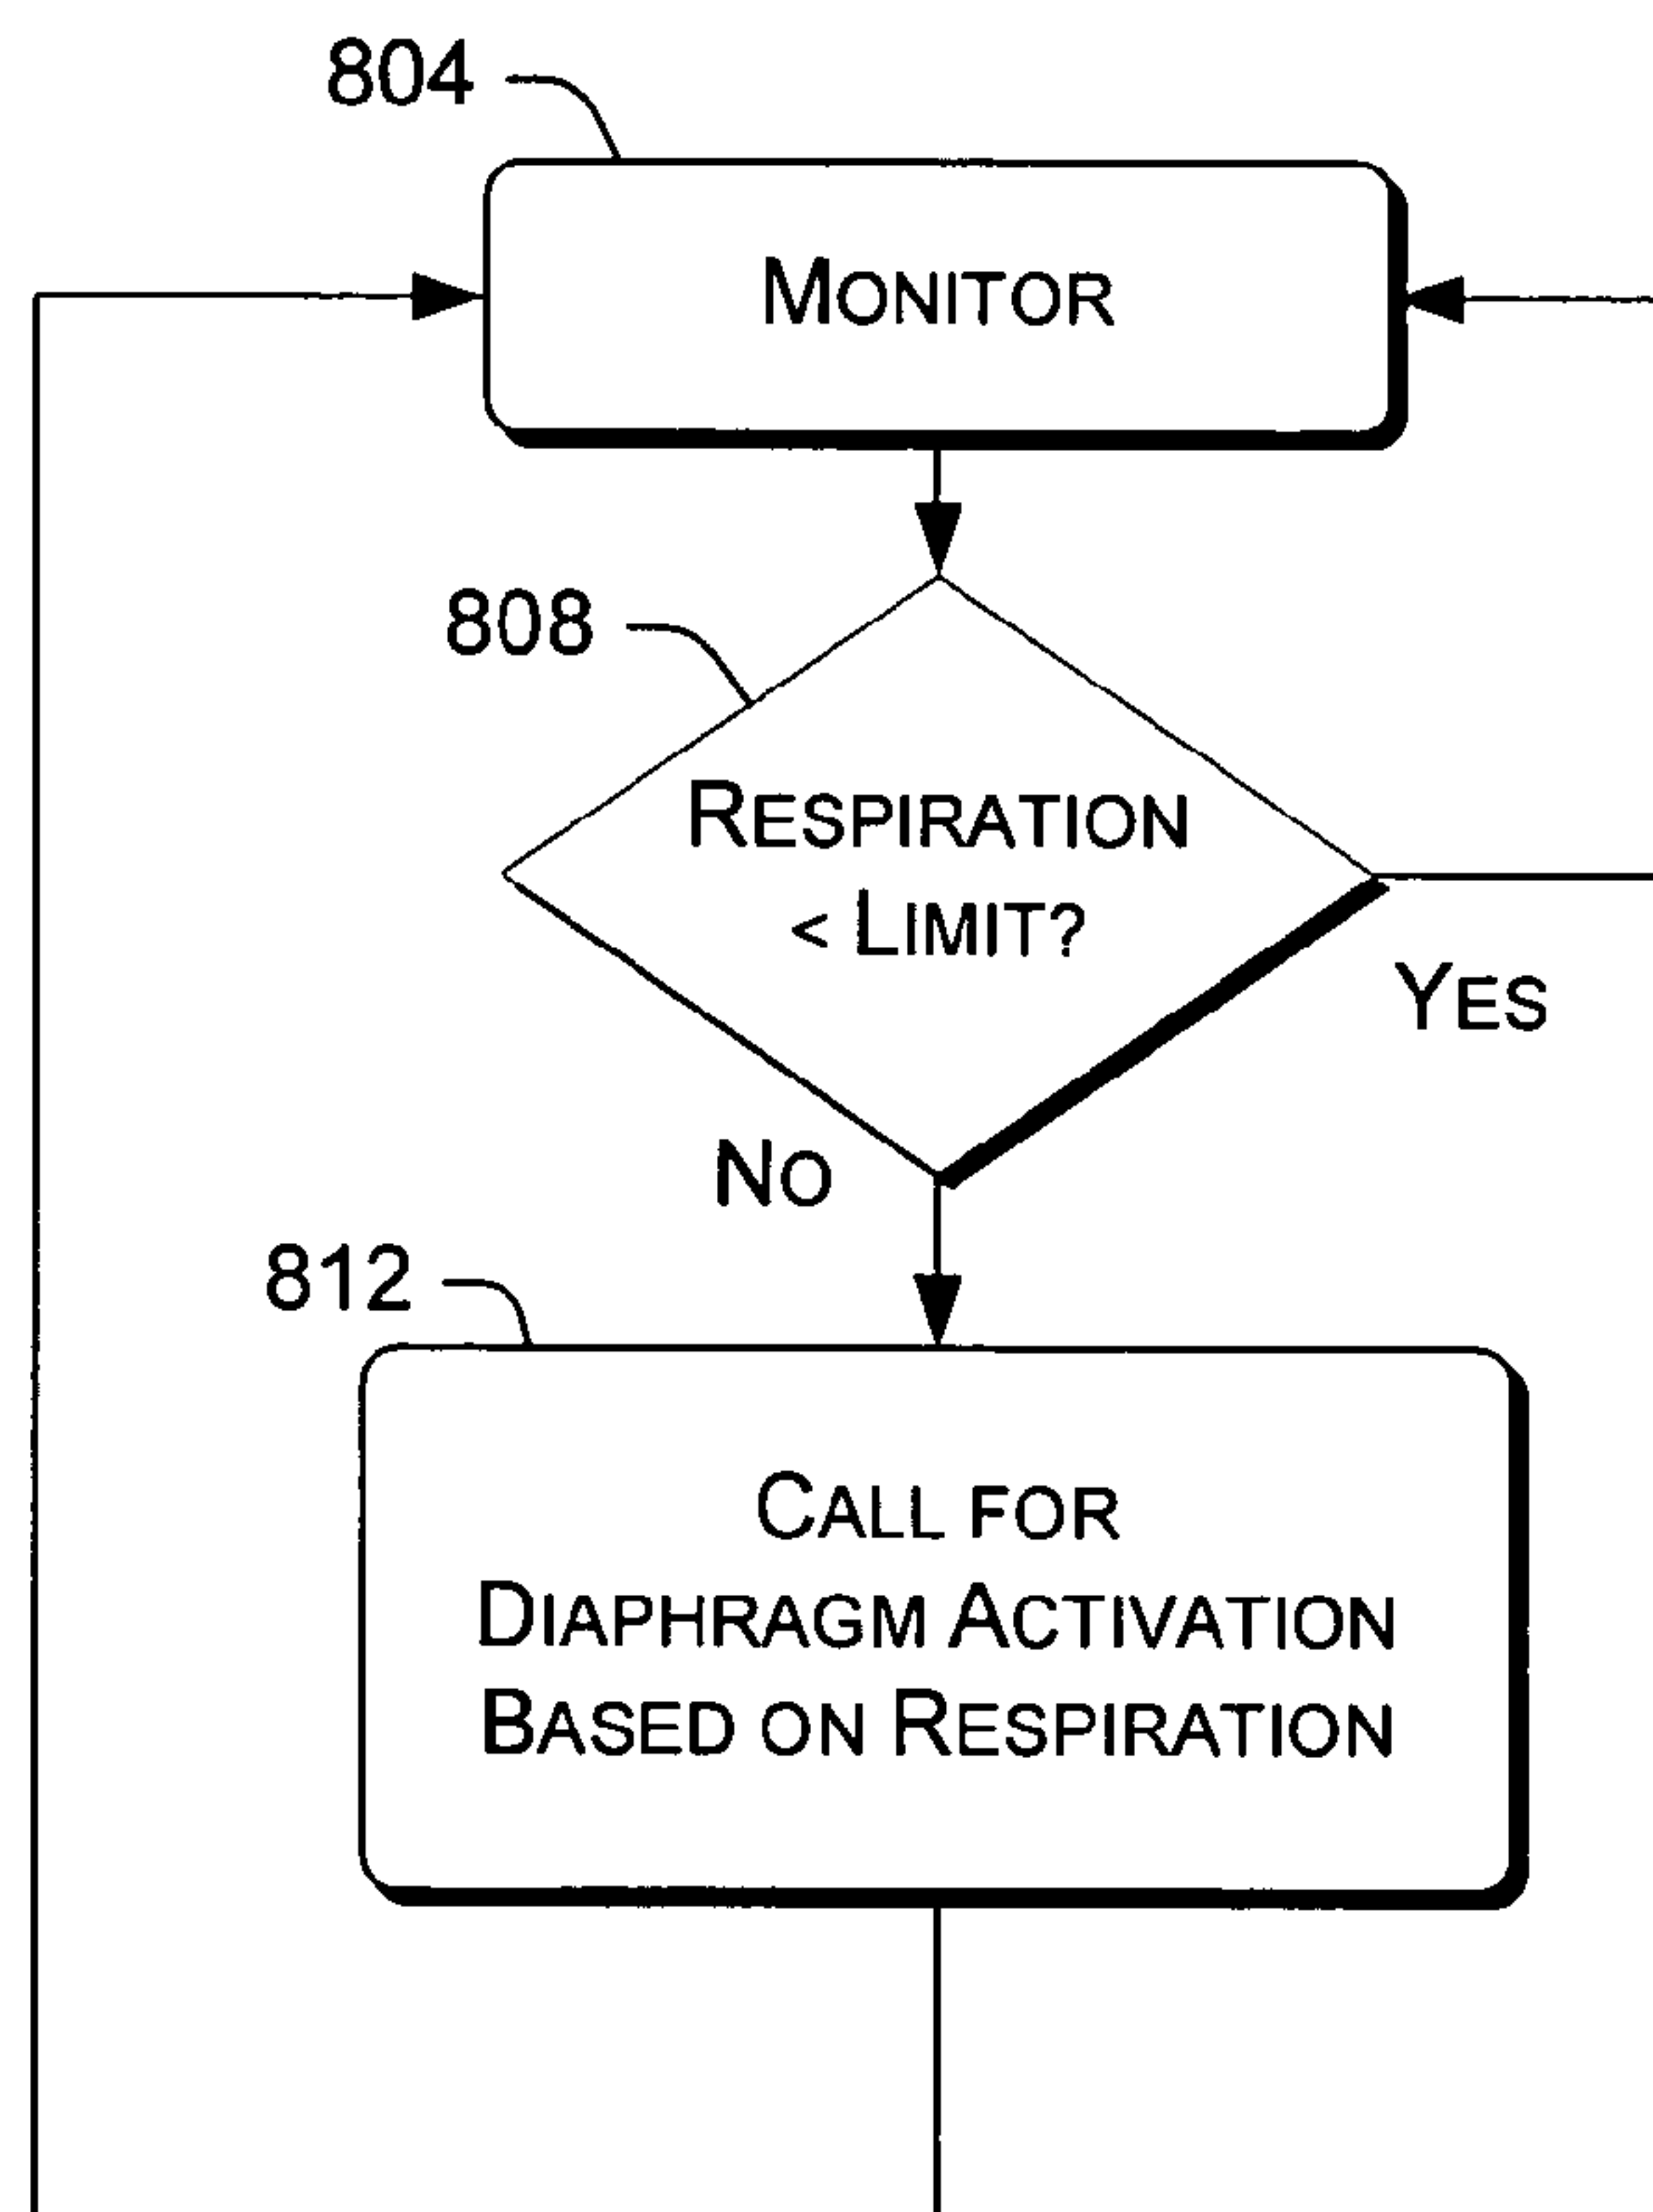 804
MONITOR
808
RESPIRATION
< LIMIT?
YES
NO
812
CALL FOR
DIAPHRAGM ACTIVATION
BASED ON RESPIRATION